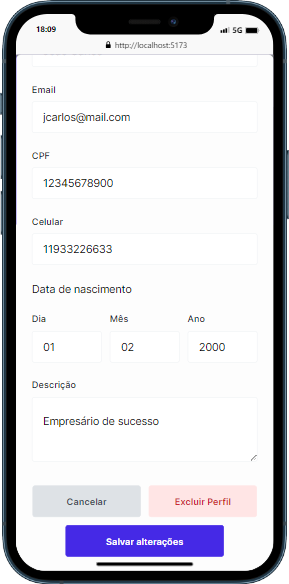 18:09
5G
http://localhost:5173
Email
jcarlos@mail.com
CPF
12345678900
Celular
11933226633
Data de nascimento
Dia Mês Ano
01 02 2000
Descrição
Empresário de sucesso
Cancelar Excluir Perfil
Salvar alterações